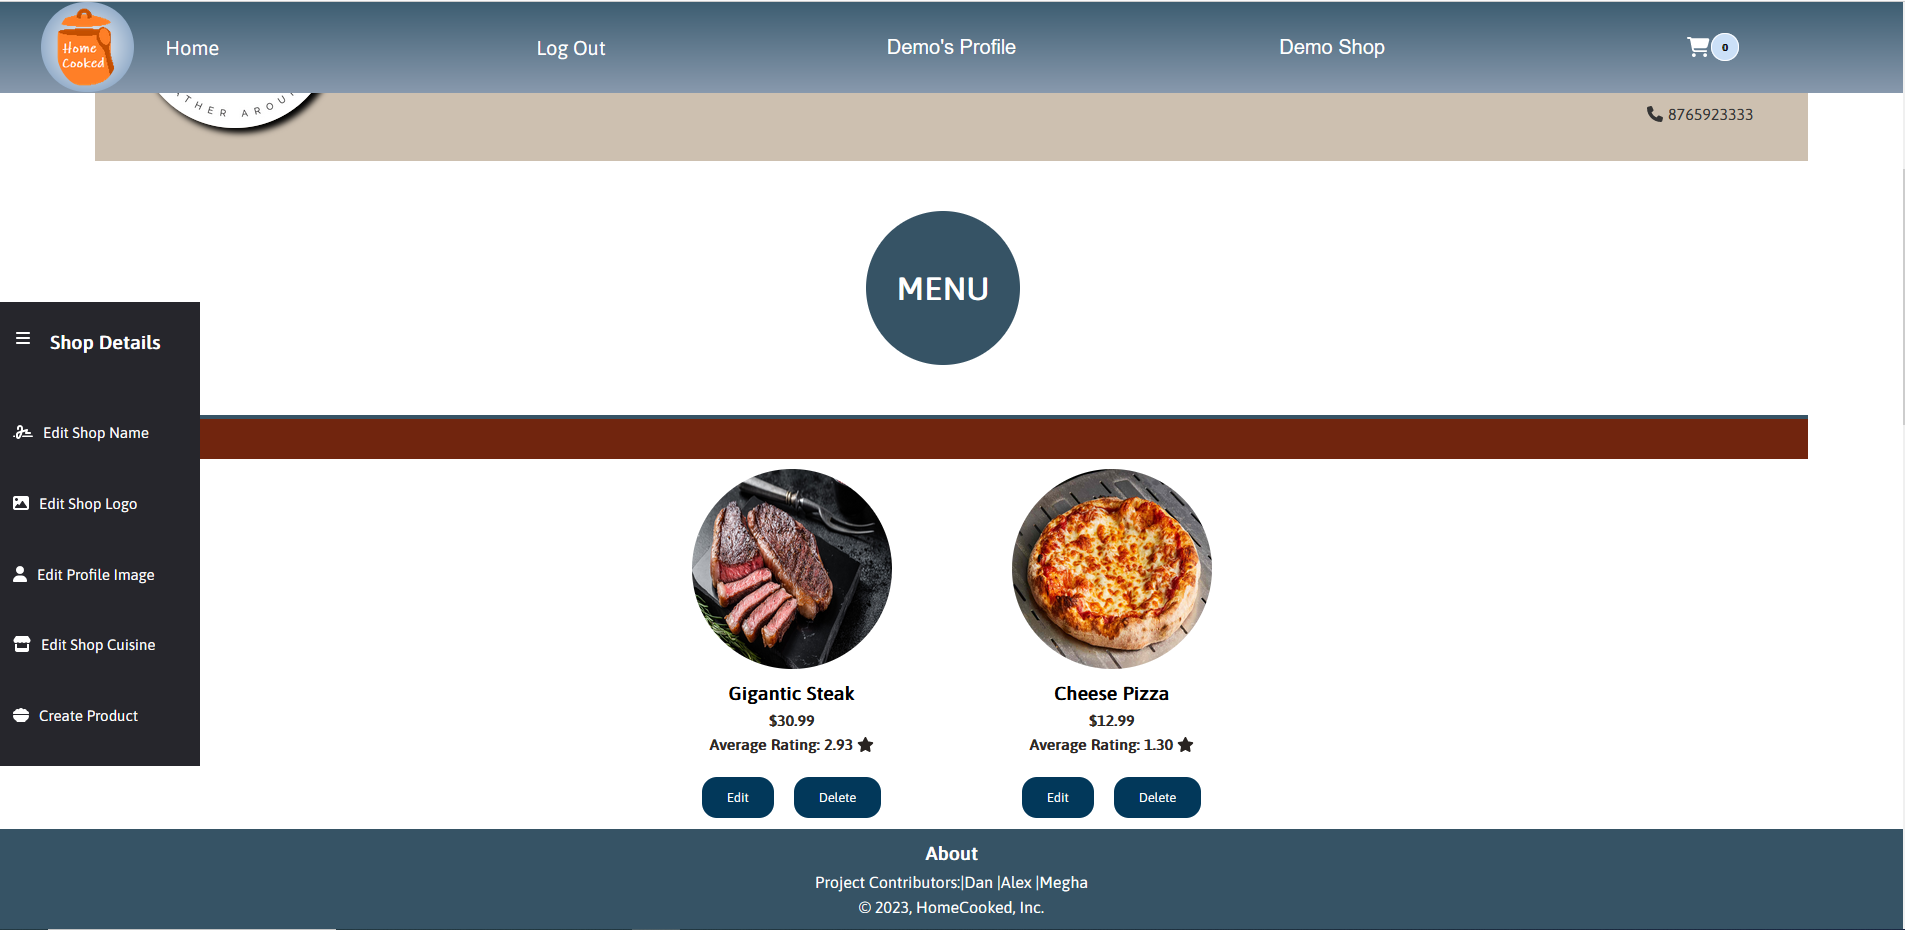 Home
Cooked
Home
Log Out
Demo's Profile
Demo Shop
0
THER AROU
8765923333
MENU
Shop Details
Edit Shop Name
Edit Shop Logo
Edit Profile Image
Edit Shop Cuisine
Create Product
Gigantic Steak
$30.99
Average Rating: 2.93
Edit
Delete
Cheese Pizza
$12.99
Average Rating: 1.30
Edit
Delete
About
Project Contributors:|Dan |Alex |Megha
© 2023, HomeCooked, Inc.